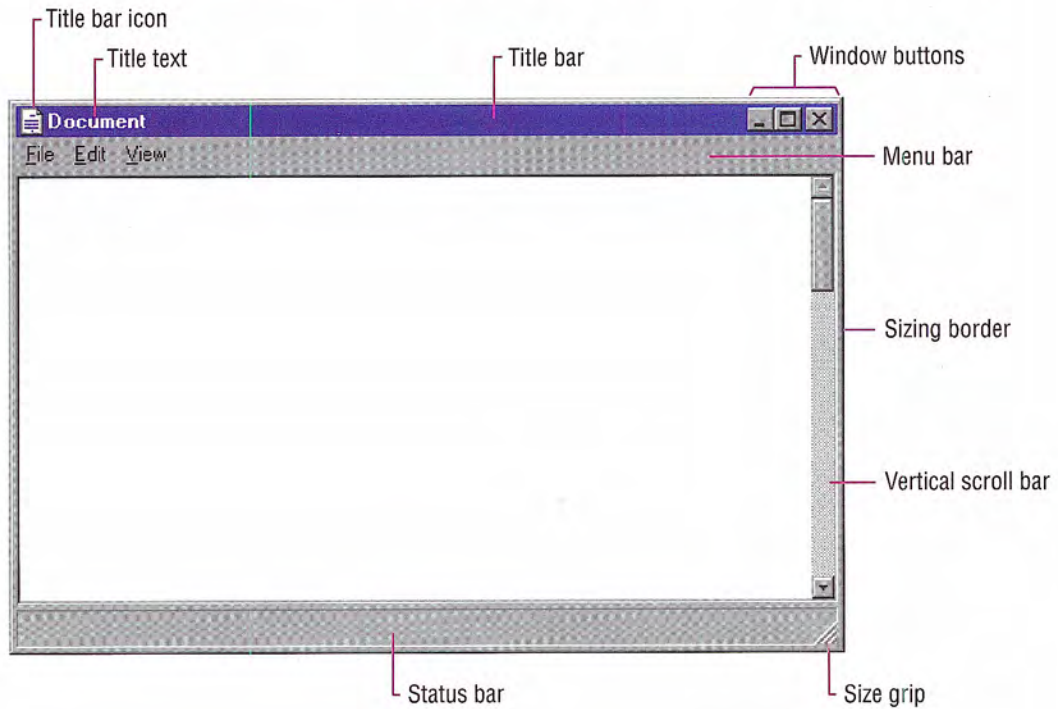 Title bar icon
Title text
Title bar
Window buttons
Document
File Edit View
Menu bar
Sizing border
Vertical scroll bar
Status bar
Size grip